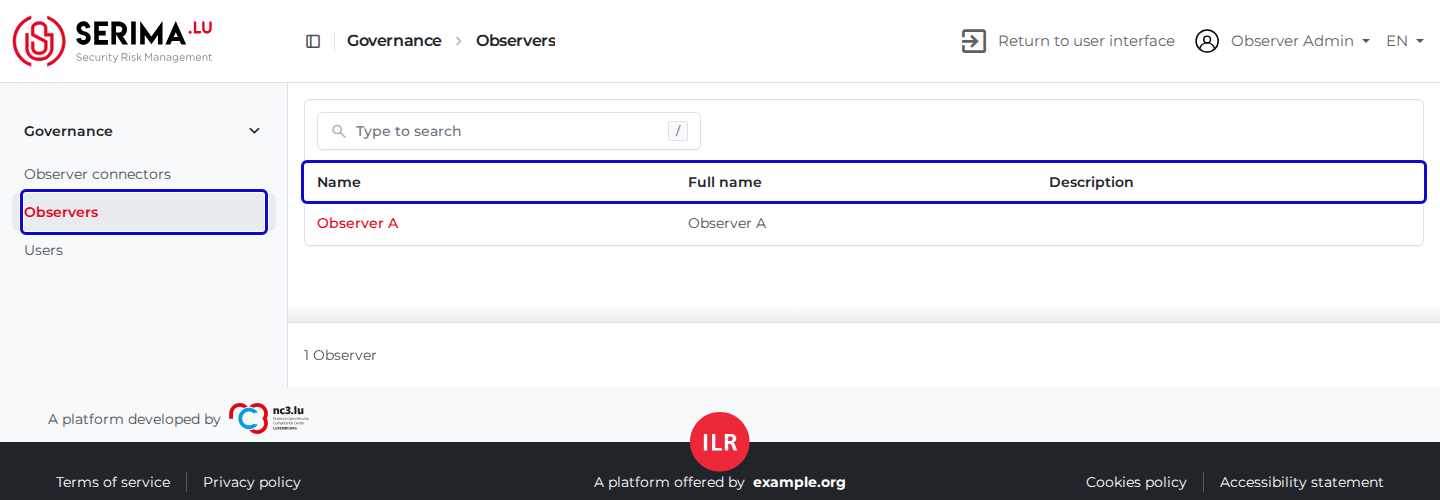 SERIMA.LU
Security Risk Management
Governance > Observers
Return to user interface
Observer Admin
EN
Governance
Observer connectors
Observers
Users
Type to search /
Name Full name Description
Observer A Observer A
1 Observer
A platform developed by
nc3.lu
LUXEMBOURG
ILR
Terms of service
Privacy policy
A platform offered by example.org
Cookies policy
Accessibility statement